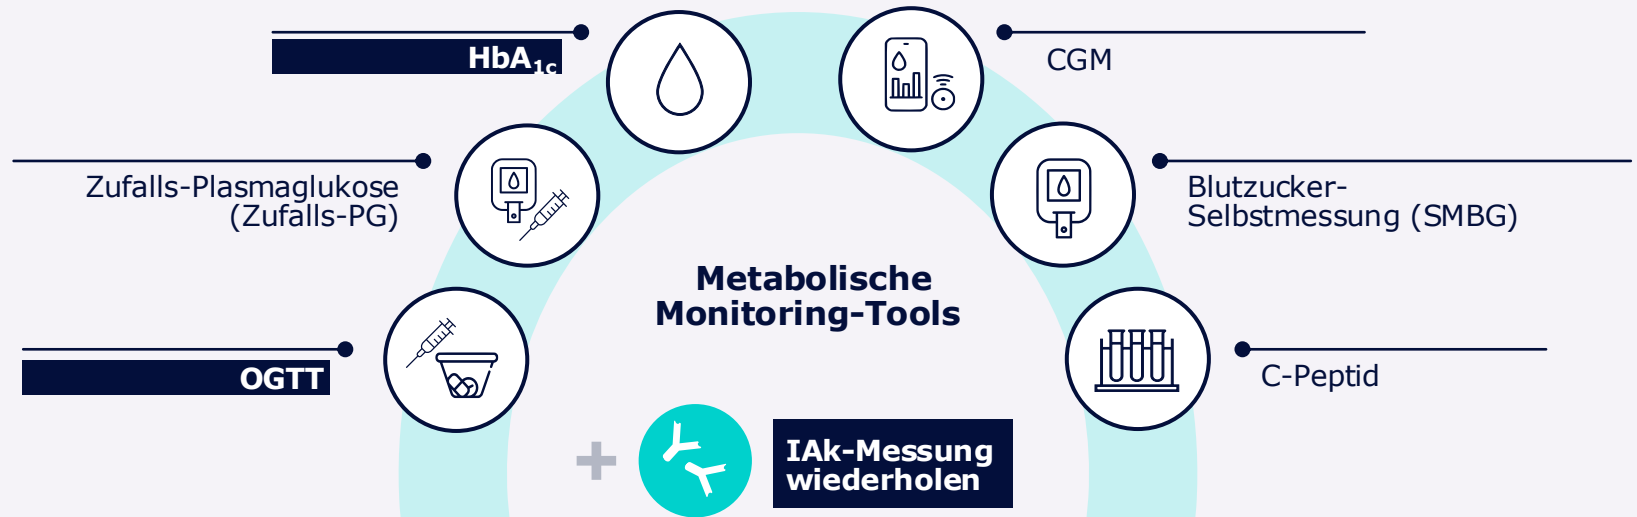 HbA1c
CGM
Zufalls-Plasmaglukose
(Zufalls-PG)
Blutzucker-
Selbstmessung (SMBG)
Metabolische
Monitoring-Tools
OGTT
C-Peptid
+
IAk-Messung
wiederholen